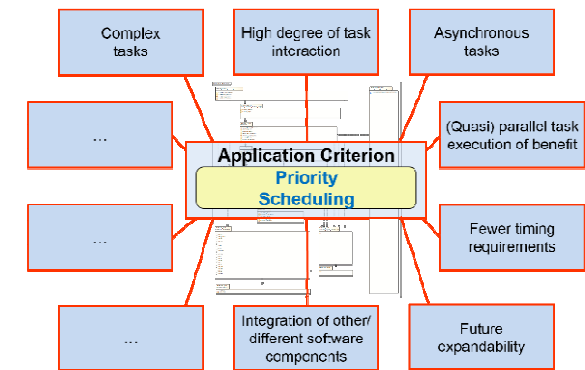 Complex
tasks
High degree of task
interaction
Asynchronous
tasks
...
(Quasi) parallel task
execution of benefit
Application Criterion
Priority
Scheduling
...
Fewer timing
requirements
...
Integration of other/
different software
components
Future
expandability